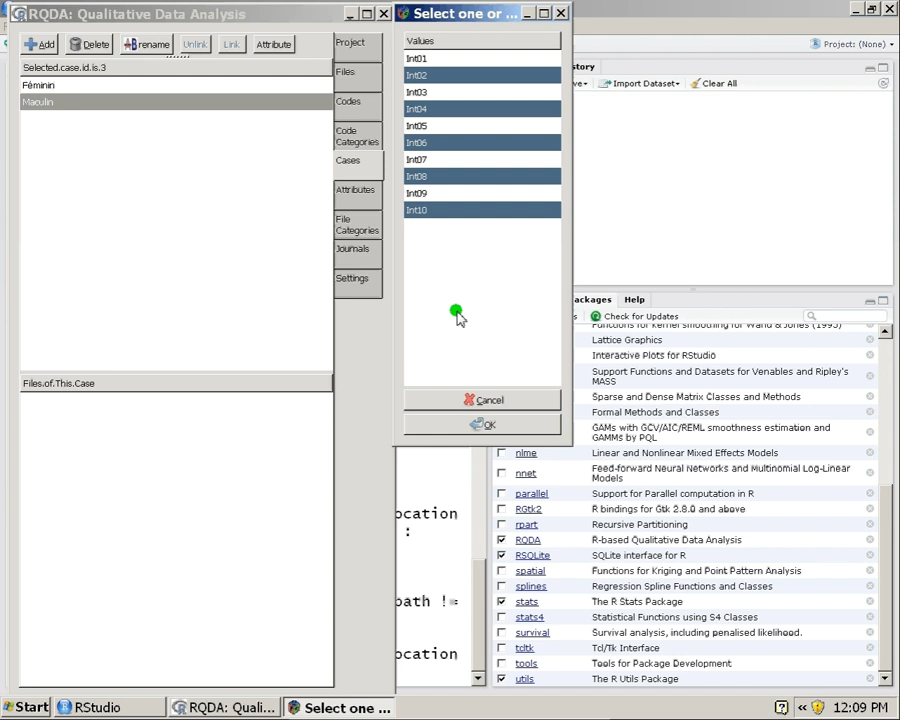 RQDA: Qualitative Data Analysis
Add
Delete
rename
Unlink
Link
Attribute
Selected.case.id.is.3
Féminin
Maculin
Files.of.This.Case
Project
Files
Codes
Code
Categories
Cases
Attributes
File
Categories
Journals
Settings
Select one or ...
Values
Int01
Int02
Int03
Int04
Int05
Int06
Int07
Int08
Int09
Int10
Cancel
OK
Project: (None)
story
Import Dataset
Clear All
ackages
Help
Check for Updates
Functions for kernel smoothing for Wand & Jones (1995)
Lattice Graphics
Interactive Plots for RStudio
Support Functions and Datasets for Venables and Ripley's
MASS
Sparse and Dense Matrix Classes and Methods
Formal Methods and Classes
GAMs with GCV/AIC/REML smoothness estimation and
GAMMs by PQL
nlme Linear and Nonlinear Mixed Effects Models
nnet Feed-forward Neural Networks and Multinomial Log-Linear
Models
parallel Support for Parallel computation in R
RGtk2 R bindings for Gtk 2.8.0 and above
rpart Recursive Partitioning
RQDA R-based Qualitative Data Analysis
RSQLite SQLite interface for R
spatial Functions for Kriging and Point Pattern Analysis
splines Regression Spline Functions and Classes
stats The R Stats Package
stats4 Statistical Functions using S4 Classes
survival Survival analysis, including penalised likelihood.
tcltk Tcl/Tk Interface
tools Tools for Package Development
utils The R Utils Package
ocation
:
path !=
ocation
Start
RStudio
RQDA: Quali...
Select one ...
12:09 PM